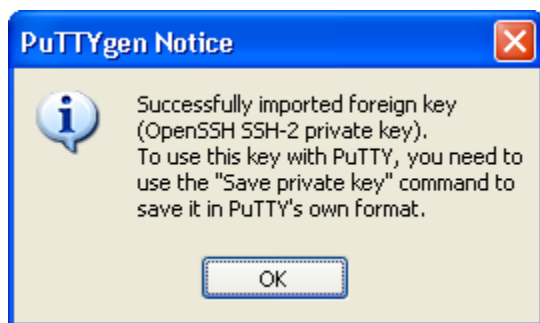 PuTTYgen Notice
Successfully imported foreign key
(OpenSSH SSH-2 private key).
To use this key with PuTTY, you need to
use the "Save private key" command to
save it in PuTTY's own format.
OK